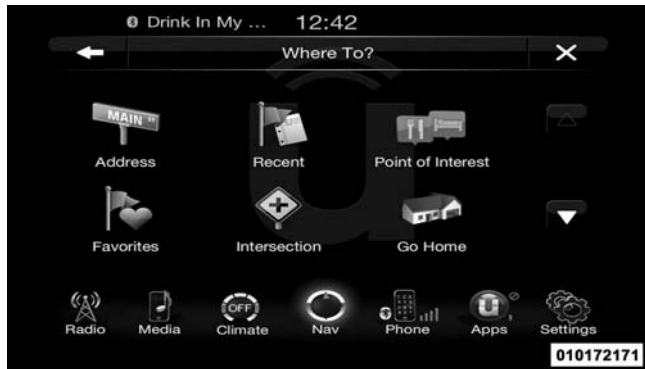 Drink In My ... 12:42
Where To?
MAIN ST
Address Recent Point of Interest
Favorites Intersection Go Home
OFF
Radio Media Climate Nav Phone Apps Settings
010172171